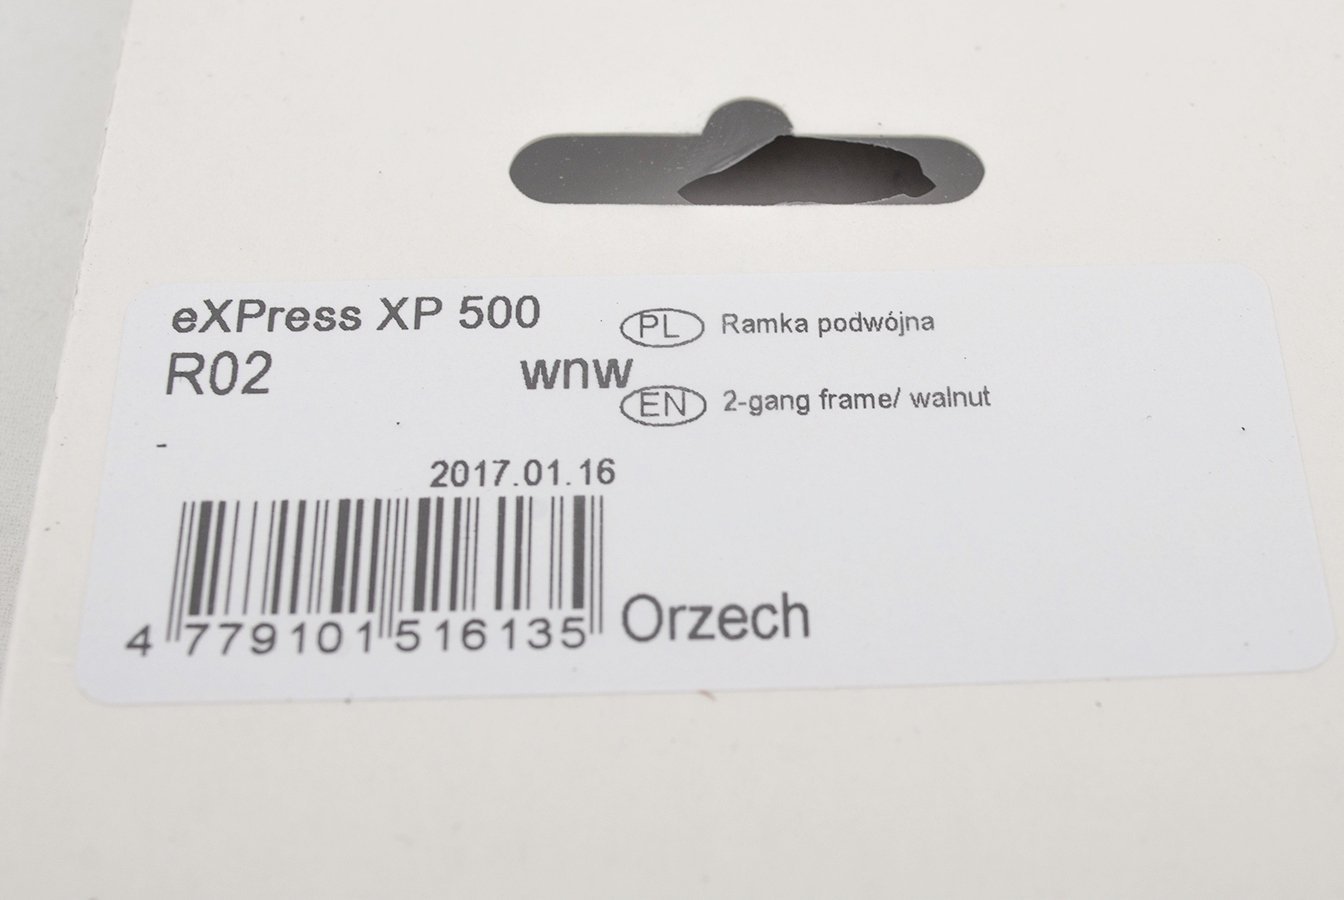 eXPress XP 500
R02 wnw
PL Ramka podwójna
EN 2-gang frame/ walnut
-
2017.01.16
4 779101 516135
Orzech